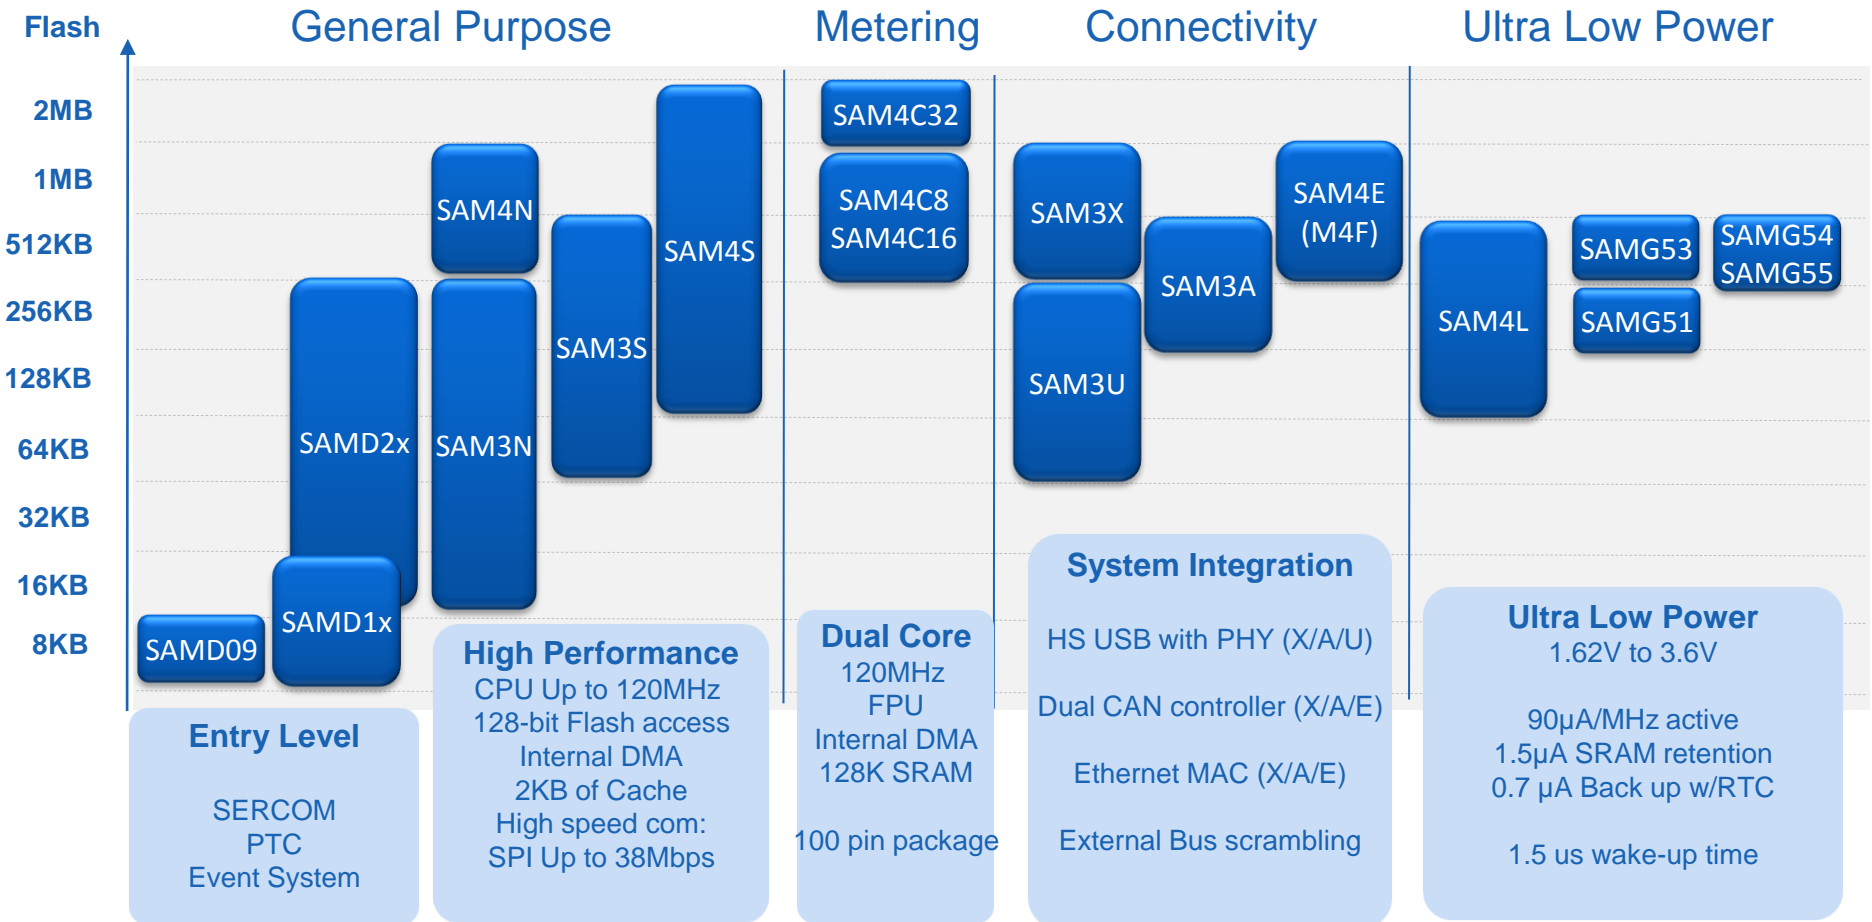 Flash
General Purpose
Metering
Connectivity
Ultra Low Power
2MB
1MB
512KB
256KB
128KB
64KB
32KB
16KB
8KB
SAMD09
SAMD1x
SAMD2x
SAM4N
SAM3N
SAM3S
SAM4S
SAM4C32
SAM4C8
SAM4C16
SAM3X
SAM3U
SAM3A
SAM4E
(M4F)
SAM4L
SAMG53
SAMG51
SAMG54
SAMG55
Entry Level
SERCOM
PTC
Event System
High Performance
CPU Up to 120MHz
128-bit Flash access
Internal DMA
2KB of Cache
High speed com:
SPI Up to 38Mbps
Dual Core
120MHz
FPU
Internal DMA
128K SRAM
100 pin package
System Integration
HS USB with PHY (X/A/U)
Dual CAN controller (X/A/E)
Ethernet MAC (X/A/E)
External Bus scrambling
Ultra Low Power
1.62V to 3.6V
90µA/MHz active
1.5µA SRAM retention
0.7 µA Back up w/RTC
1.5 us wake-up time